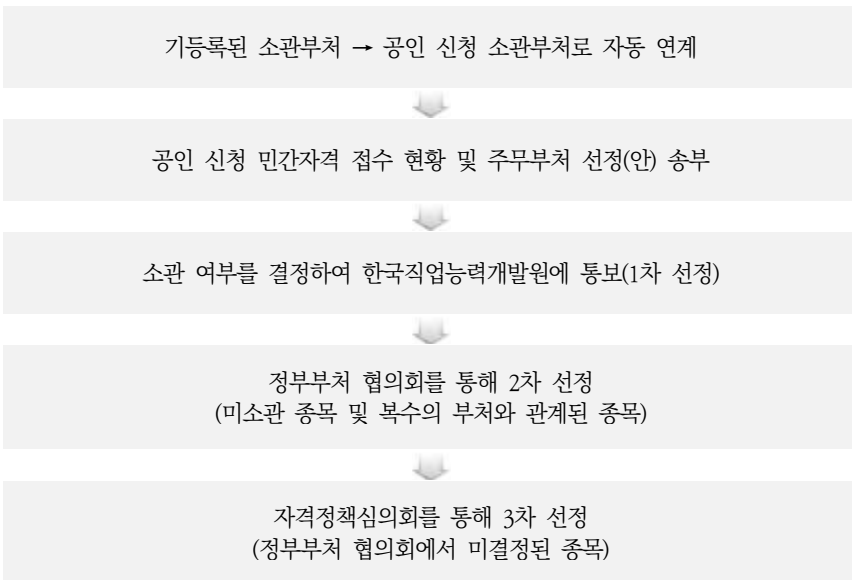 기등록된 소관부처 → 공인 신청 소관부처로 자동 연계
공인 신청 민간자격 접수 현황 및 주무부처 선정(안) 송부
소관 여부를 결정하여 한국직업능력개발원에 통보(1차 선정)
정부부처 협의회를 통해 2차 선정
(미소관 종목 및 복수의 부처와 관계된 종목)
자격정책심의회를 통해 3차 선정
(정부부처 협의회에서 미결정된 종목)